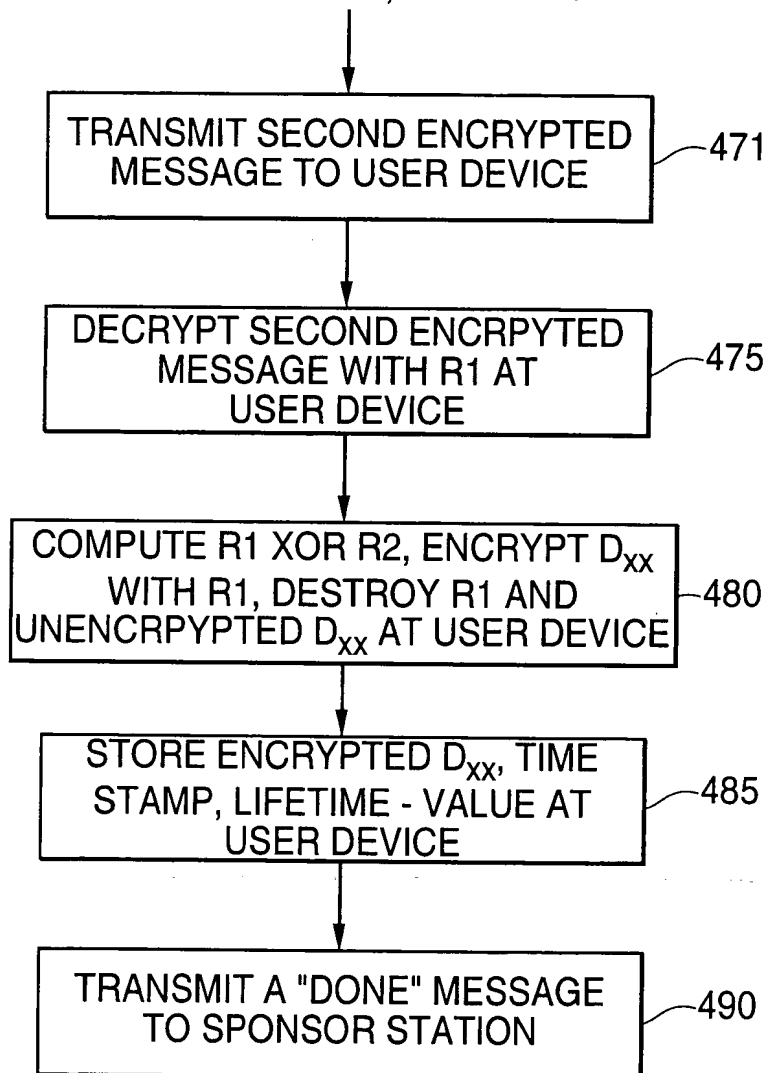 TRANSMIT SECOND ENCRYPTED
MESSAGE TO USER DEVICE
471
DECRYPT SECOND ENCRPYTED
MESSAGE WITH R1 AT
USER DEVICE
475
COMPUTE R1 XOR R2, ENCRYPT DXX
WITH R1, DESTROY R1 AND
UNENCRPYPTED DXX AT USER DEVICE
480
STORE ENCRYPTED DXX, TIME
STAMP, LIFETIME - VALUE AT
USER DEVICE
485
TRANSMIT A "DONE" MESSAGE
TO SPONSOR STATION
490